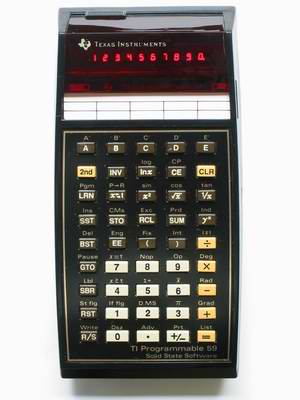 TEXAS INSTRUMENTS
1234567890.
A' B' C' D' E'
A B C D E
log CP
2nd INV lnx CE CLR
Pgm P→R sin cos tan
LRN x⇄t x² √x 1/x
Ins CMs Exc Prd Ind
SST STO RCL SUM yˣ
Del Eng Fix Int |x|
BST EE ( ) ÷
Pause x=t Nop Op Deg
GTO 7 8 9 ×
Lbl x≥t Σ+ x̄ Rad
SBR 4 5 6 −
St flg If flg D.MS π Grad
RST 1 2 3 +
Write Dsz Adv Prt List
R/S 0 . +/− =
TI Programmable 59
Solid State Software